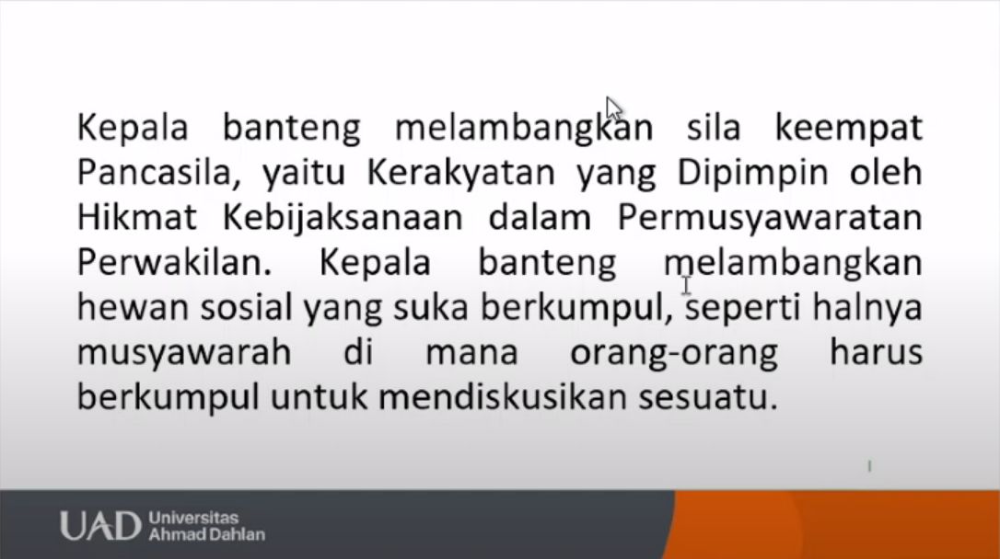 Kepala banteng melambangkan sila keempat
Pancasila, yaitu Kerakyatan yang Dipimpin oleh
Hikmat Kebijaksanaan dalam Permusyawaratan
Perwakilan. Kepala banteng melambangkan
hewan sosial yang suka berkumpul, seperti halnya
musyawarah di mana orang-orang harus
berkumpul untuk mendiskusikan sesuatu.
UAD Universitas
Ahmad Dahlan